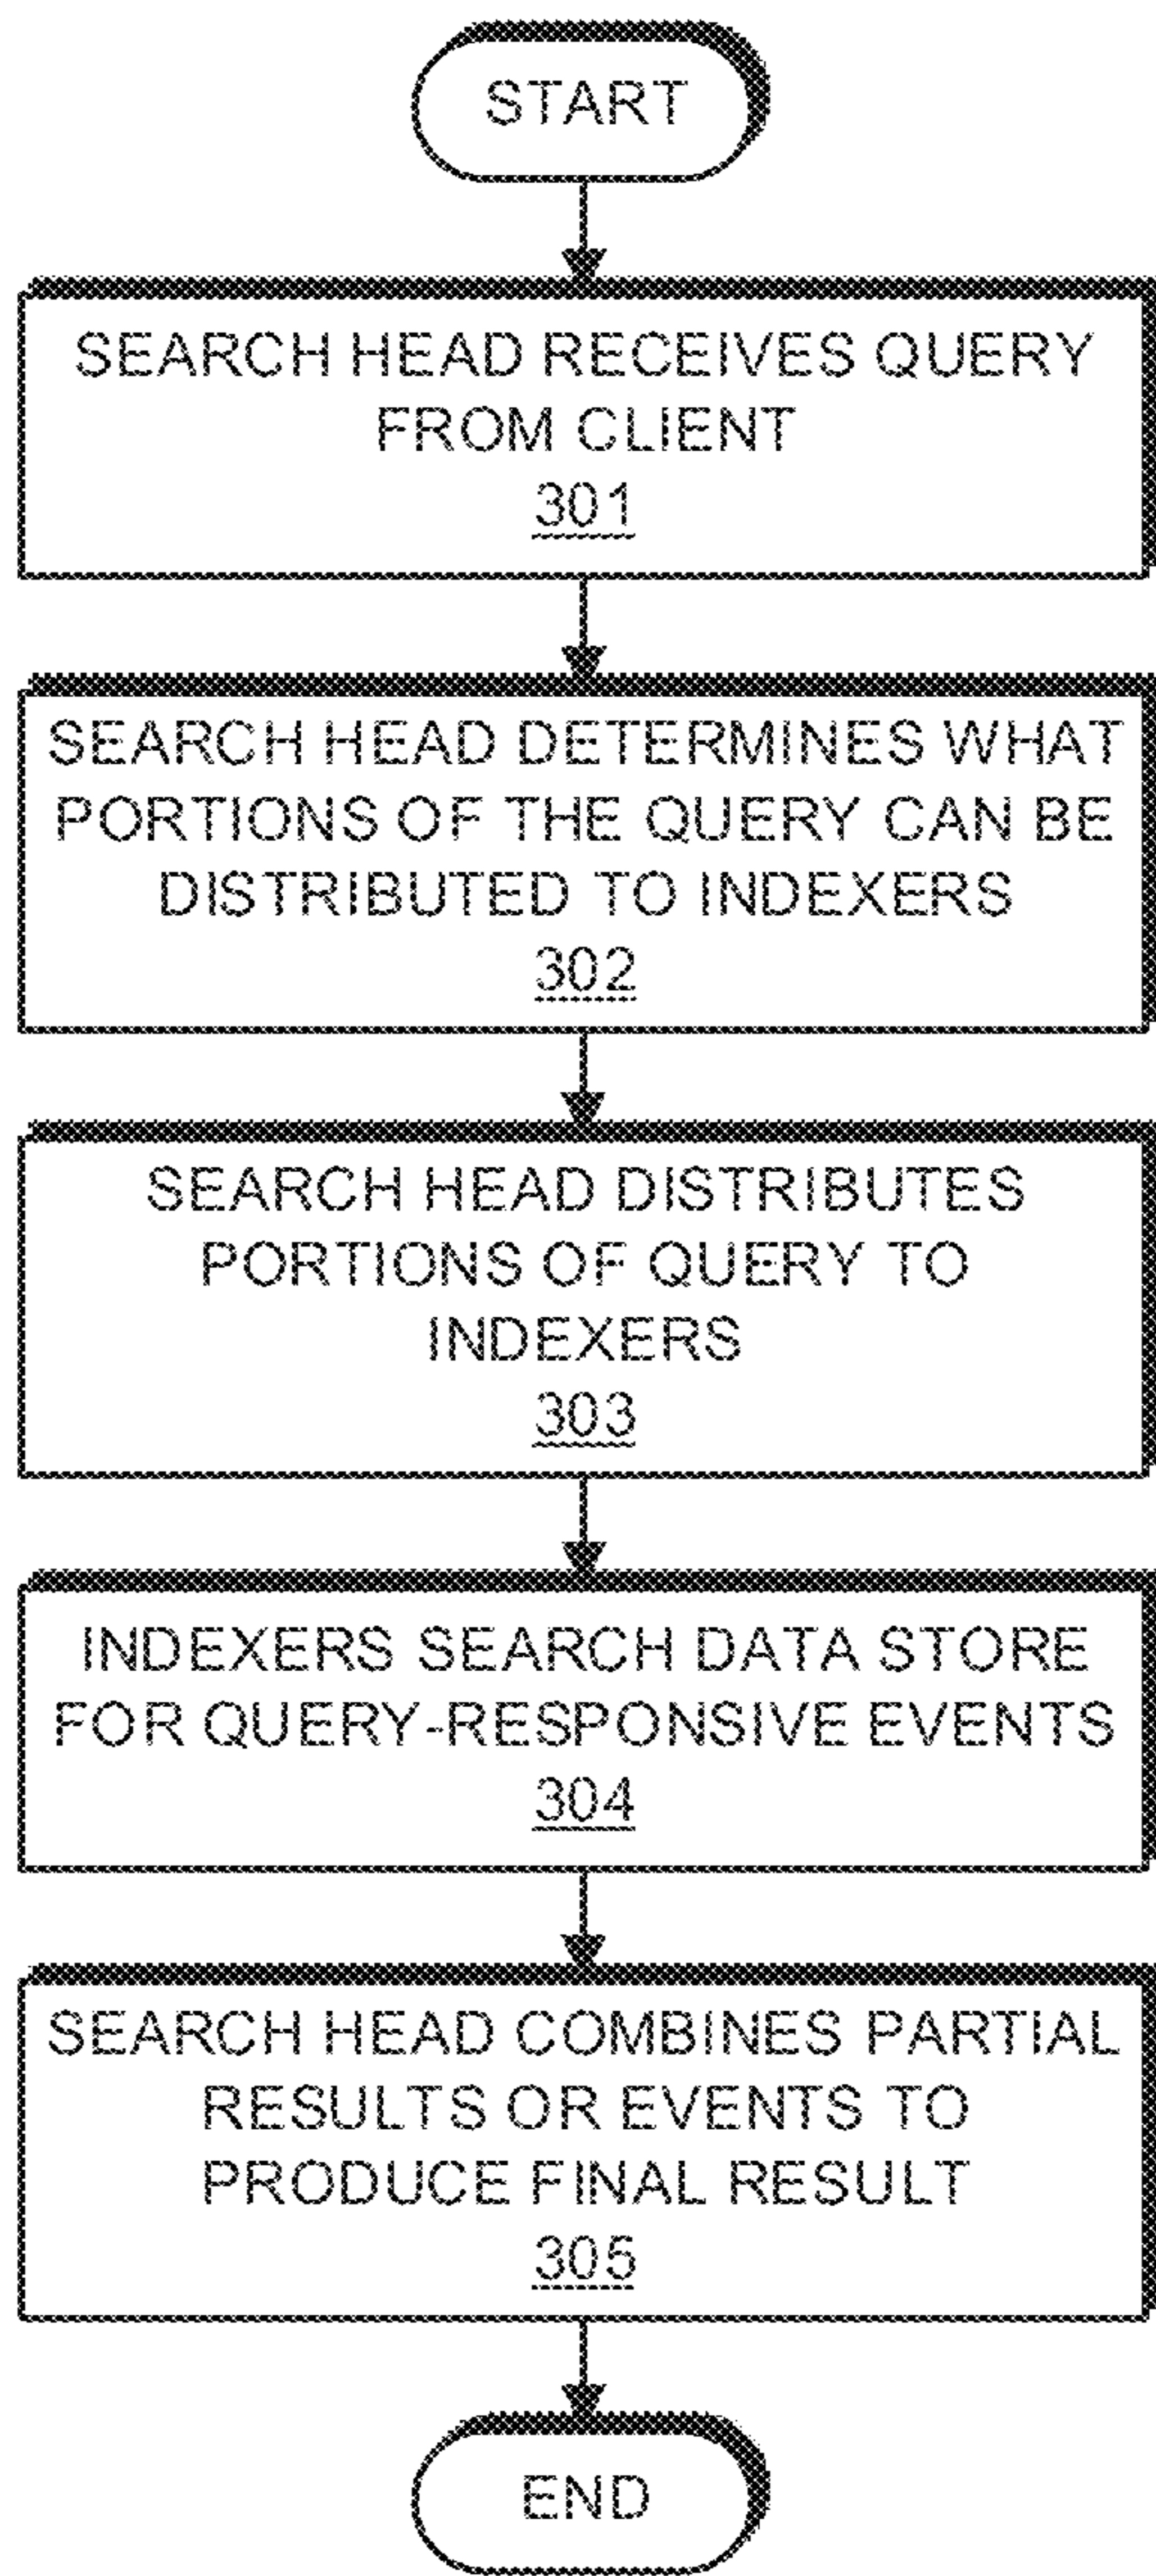 START
SEARCH HEAD RECEIVES QUERY
FROM CLIENT
301
SEARCH HEAD DETERMINES WHAT
PORTIONS OF THE QUERY CAN BE
DISTRIBUTED TO INDEXERS
302
SEARCH HEAD DISTRIBUTES
PORTIONS OF QUERY TO
INDEXERS
303
INDEXERS SEARCH DATA STORE
FOR QUERY-RESPONSIVE EVENTS
304
SEARCH HEAD COMBINES PARTIAL
RESULTS OR EVENTS TO
PRODUCE FINAL RESULT
305
END